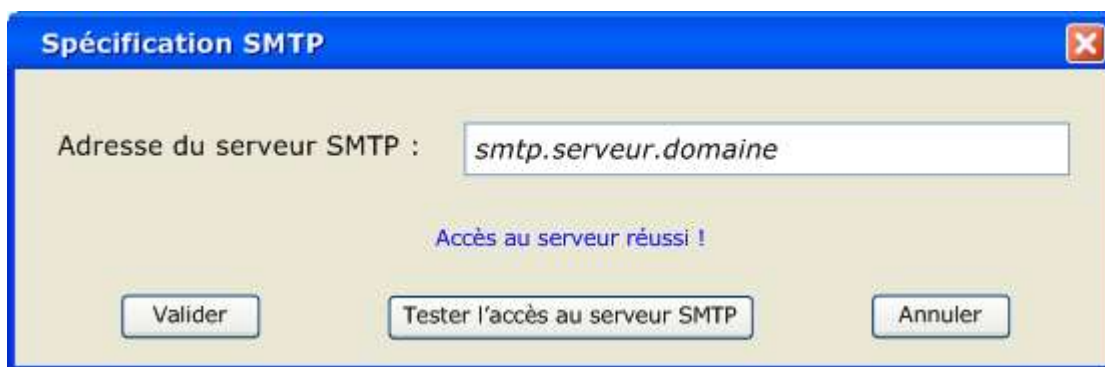 Spécification SMTP
Adresse du serveur SMTP : smtp.serveur.domaine
Accès au serveur réussi !
Valider Tester l'accès au serveur SMTP Annuler